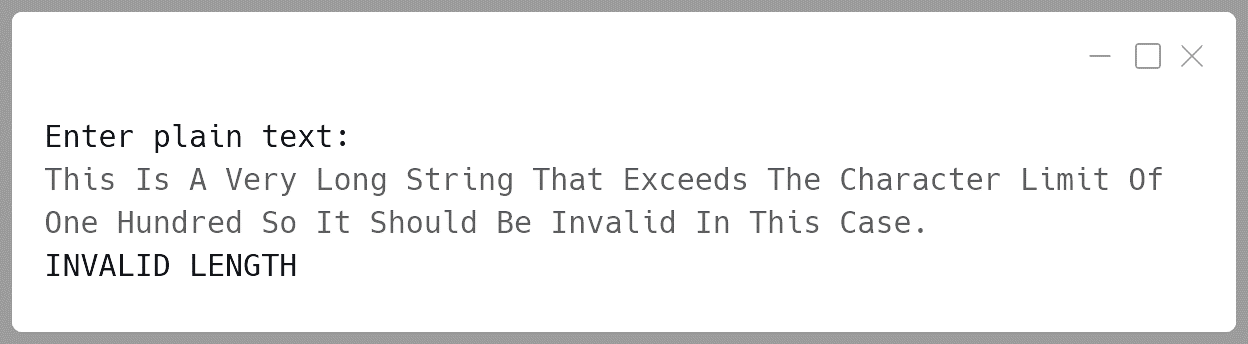 Enter plain text:
This Is A Very Long String That Exceeds The Character Limit Of
One Hundred So It Should Be Invalid In This Case.
INVALID LENGTH